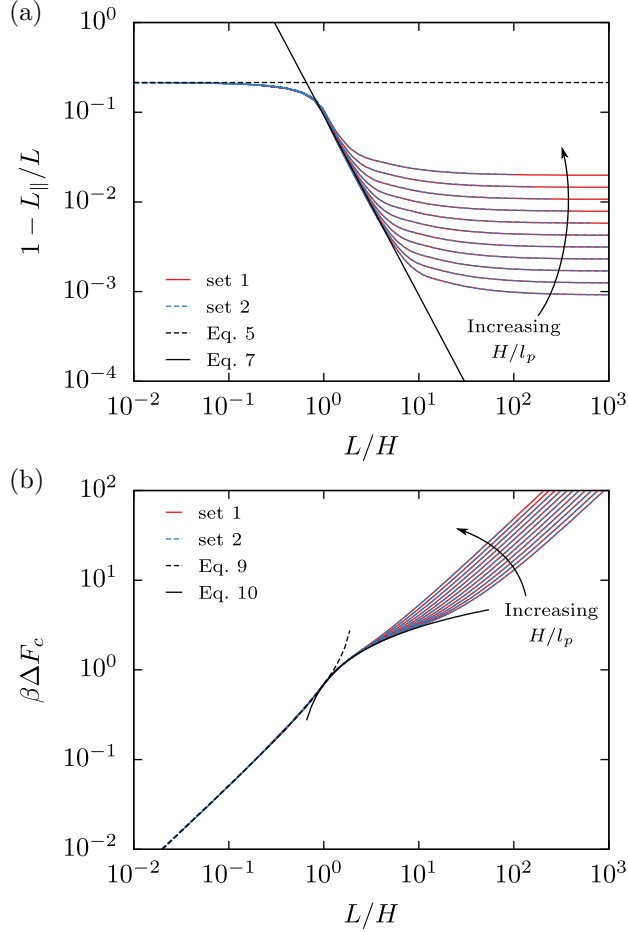 (a)
10^0
10^-1
10^-2
10^-3
10^-4
1 − L_∥/L
set 1
set 2
Eq. 5
Eq. 7
Increasing
H/l_p
10^-2 10^-1 10^0 10^1 10^2 10^3
L/H
(b)
10^2
10^1
10^0
10^-1
10^-2
βΔF_c
set 1
set 2
Eq. 9
Eq. 10
Increasing
H/l_p
10^-2 10^-1 10^0 10^1 10^2 10^3
L/H